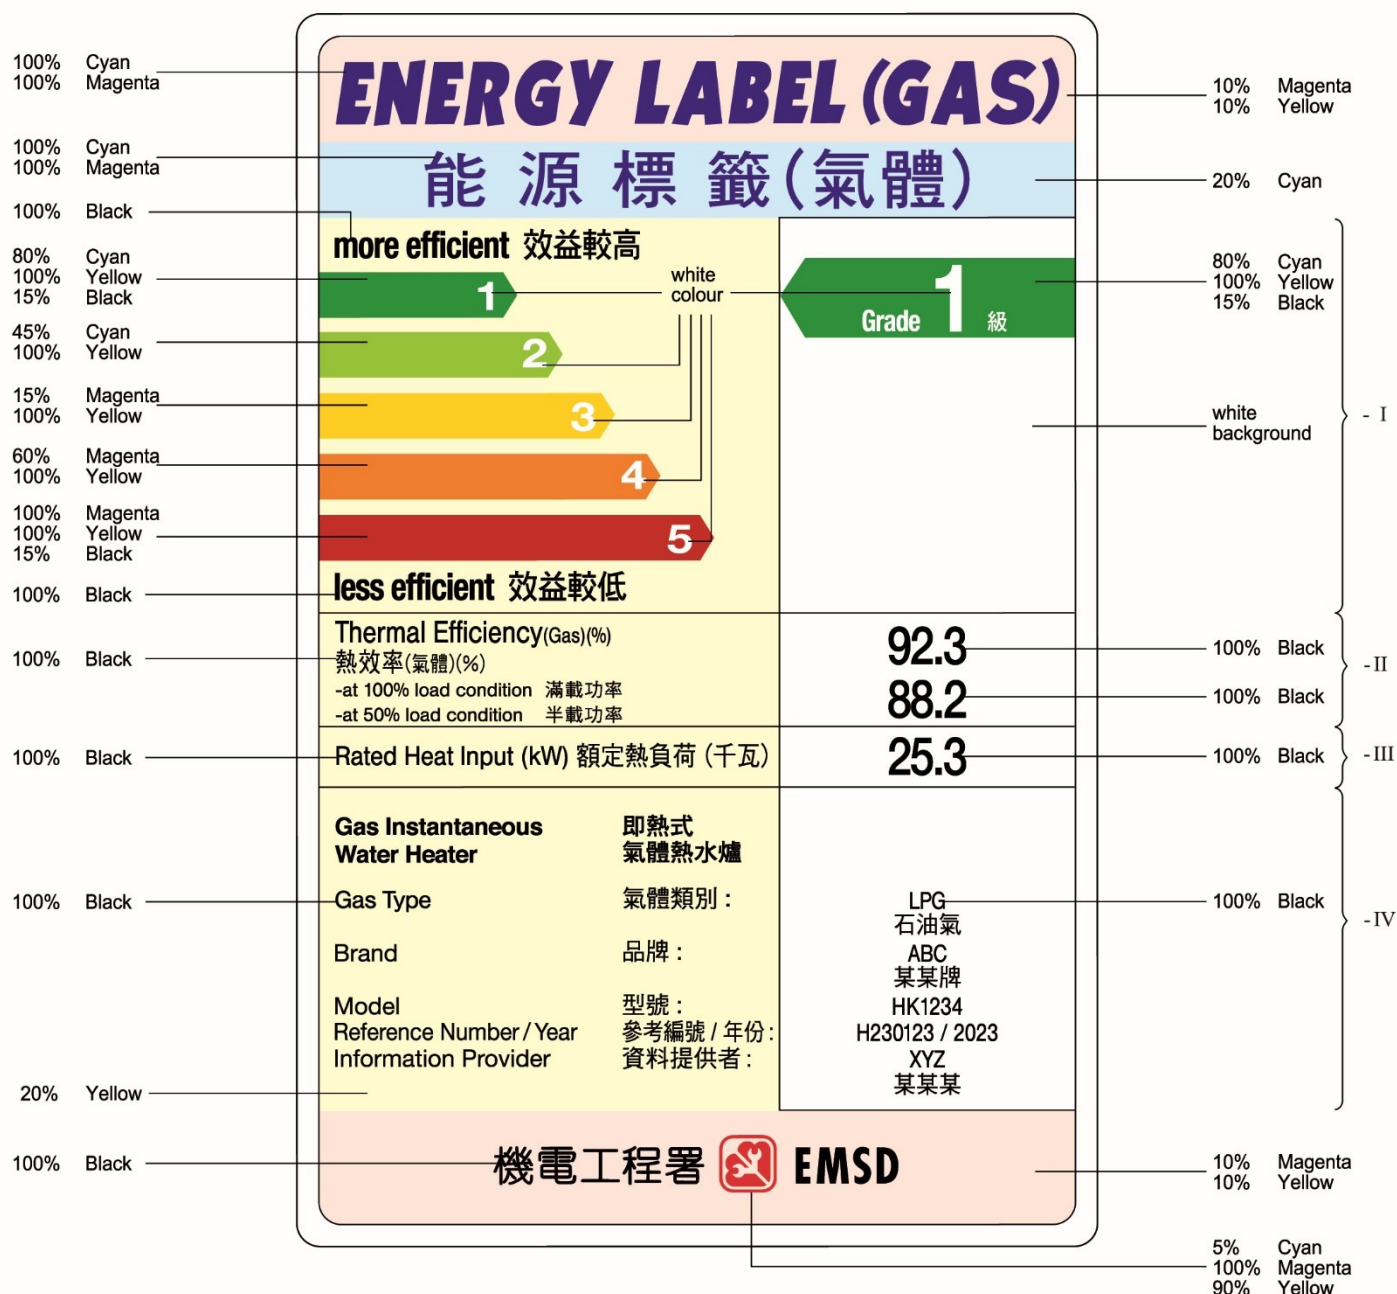 100% Cyan
100% Magenta
ENERGY LABEL (GAS)
10% Magenta
10% Yellow
100% Cyan
100% Magenta
能源標籤(氣體)
20% Cyan
100% Black
more efficient 效益較高
80% Cyan
100% Yellow
15% Black
1
white
colour
Grade 1 級
80% Cyan
100% Yellow
15% Black
45% Cyan
100% Yellow
2
15% Magenta
100% Yellow
3
white
background
- I
60% Magenta
100% Yellow
4
100% Magenta
100% Yellow
15% Black
5
100% Black
less efficient 效益較低
Thermal Efficiency(Gas)(%)
熱效率(氣體)(%)
100% Black
92.3
100% Black
-II
-at 100% load condition 滿載功率
-at 50% load condition 半載功率
88.2
100% Black
100% Black
Rated Heat Input (kW) 額定熱負荷 (千瓦)
25.3
100% Black
-III
Gas Instantaneous 即熱式
Water Heater 氣體熱水爐
100% Black
Gas Type 氣體類別 : LPG
石油氣
100% Black
-IV
Brand 品牌 : ABC
某某牌
Model 型號 : HK1234
Reference Number / Year 參考編號 / 年份 : H230123 / 2023
Information Provider 資料提供者 : XYZ
某某某
20% Yellow
100% Black
機電工程署 EMSD
10% Magenta
10% Yellow
5% Cyan
100% Magenta
90% Yellow